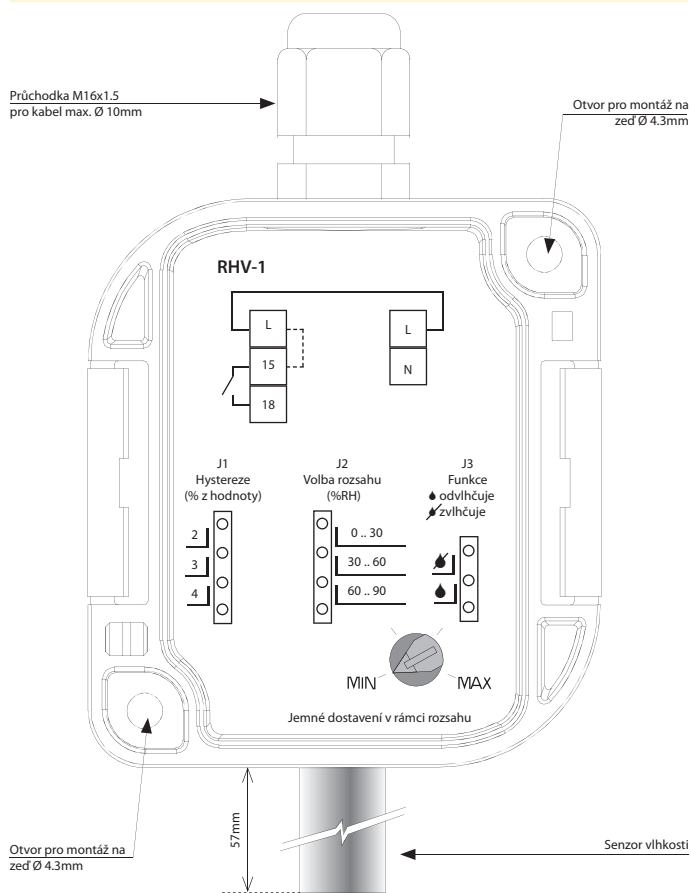 Průchodka M16x1.5
pro kabel max. Ø 10mm
Otvor pro montáž na
zeď Ø 4.3mm
RHV-1
L
15
18
L
N
J1
Hystereze
(% z hodnoty)
2
3
4
J2
Volba rozsahu
(%RH)
0 .. 30
30 .. 60
60 .. 90
J3
Funkce
odvlhčuje
zvlhčuje
MIN
MAX
Jemné dostavení v rámci rozsahu
57mm
Otvor pro montáž na
zeď Ø 4.3mm
Senzor vlhkosti